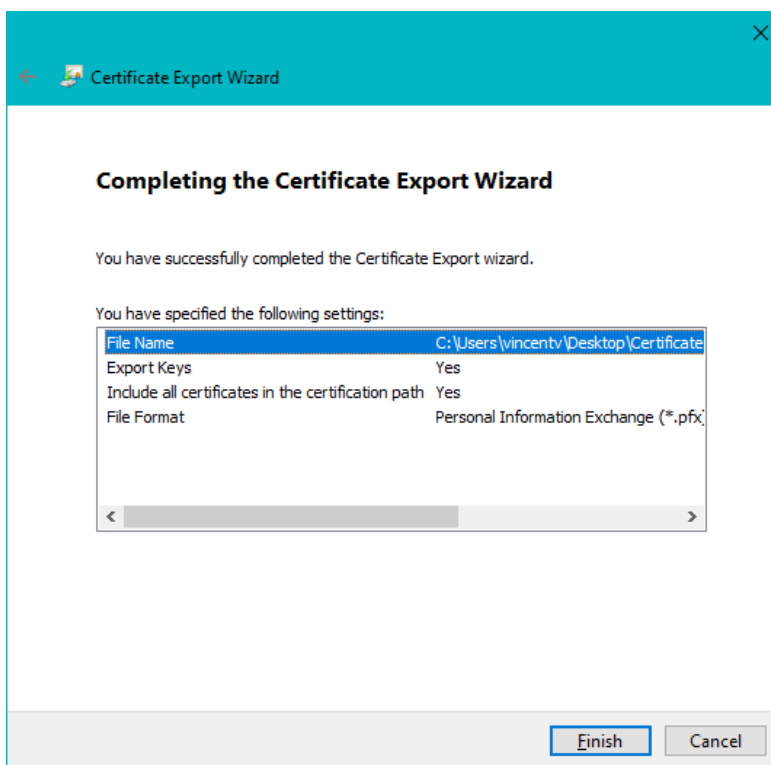 Certificate Export Wizard
Completing the Certificate Export Wizard
You have successfully completed the Certificate Export wizard.
You have specified the following settings:
File Name C:\Users\vincentv\Desktop\Certificate
Export Keys Yes
Include all certificates in the certification path Yes
File Format Personal Information Exchange (*.pfx
Finish Cancel